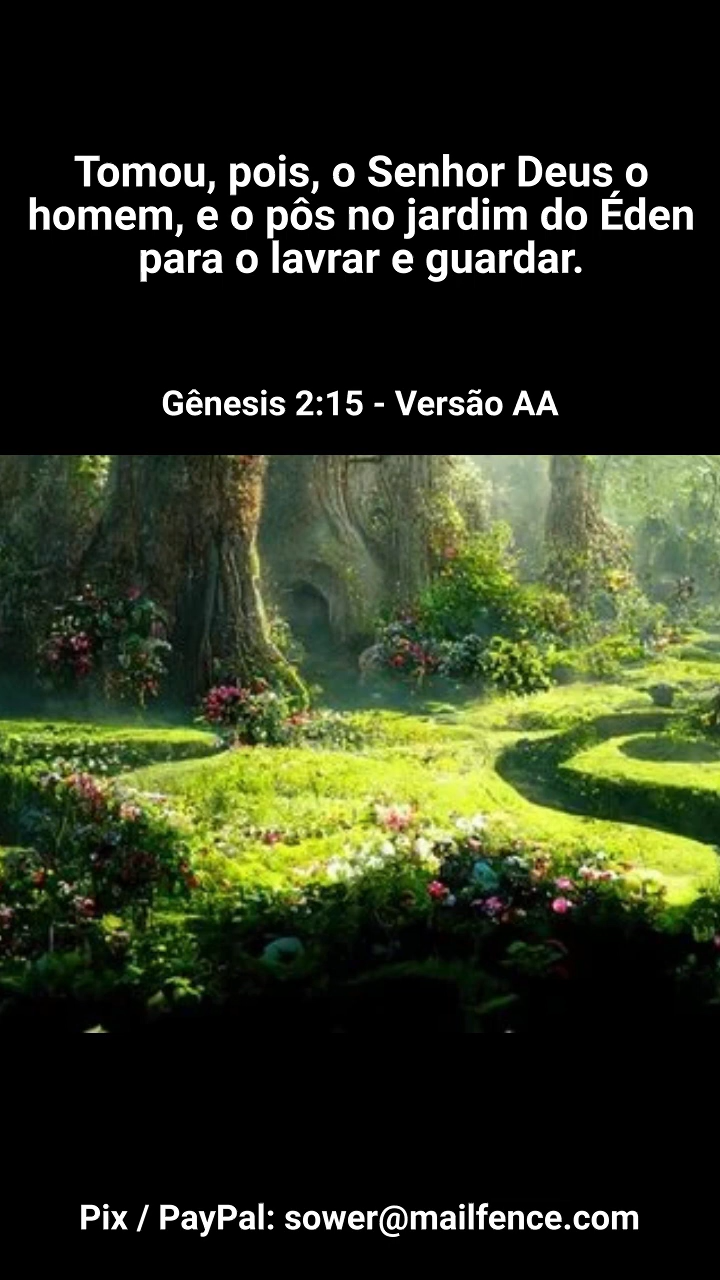 Tomou, pois, o Senhor Deus o
homem, e o pôs no jardim do Éden
para o lavrar e guardar.
Gênesis 2:15 - Versão AA
Pix / PayPal: sower@mailfence.com